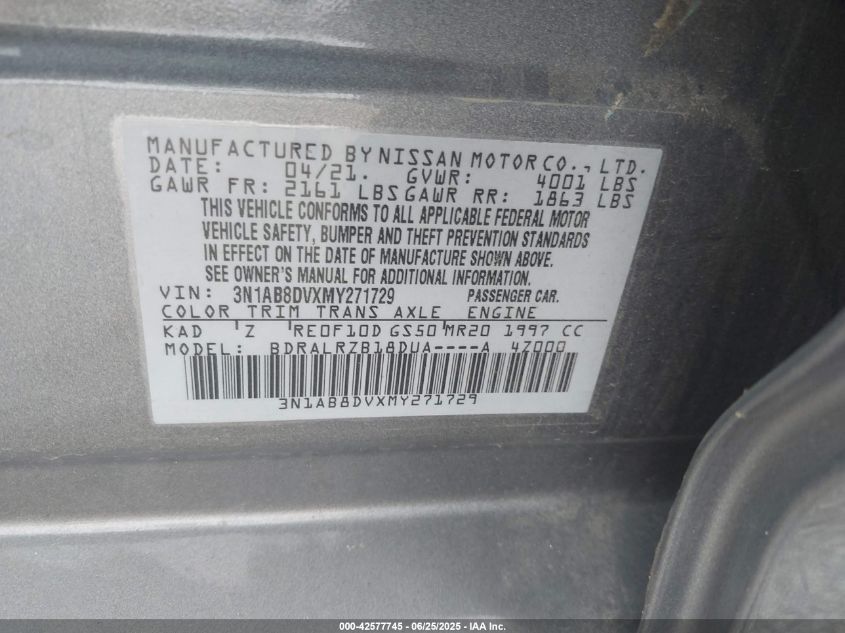 MANUFACTURED BY NISSAN MOTOR CO., LTD.
DATE: 04/21. GVWR: 4001 LBS
GAWR FR: 2161 LBS GAWR RR: 1863 LBS
THIS VEHICLE CONFORMS TO ALL APPLICABLE FEDERAL MOTOR
VEHICLE SAFETY, BUMPER AND THEFT PREVENTION STANDARDS
IN EFFECT ON THE DATE OF MANUFACTURE SHOWN ABOVE.
SEE OWNER'S MANUAL FOR ADDITIONAL INFORMATION.
VIN: 3N1AB8DVXMY271729 PASSENGER CAR.
COLOR TRIM TRANS AXLE ENGINE
KAD 'Z 'RE0F10D GS50'MR20 1997 CC
MODEL: BDRALRZB18DUA----A 4Z000
3N1AB8DVXMY271729
000-42577745 - 06/25/2025 - IAA Inc.